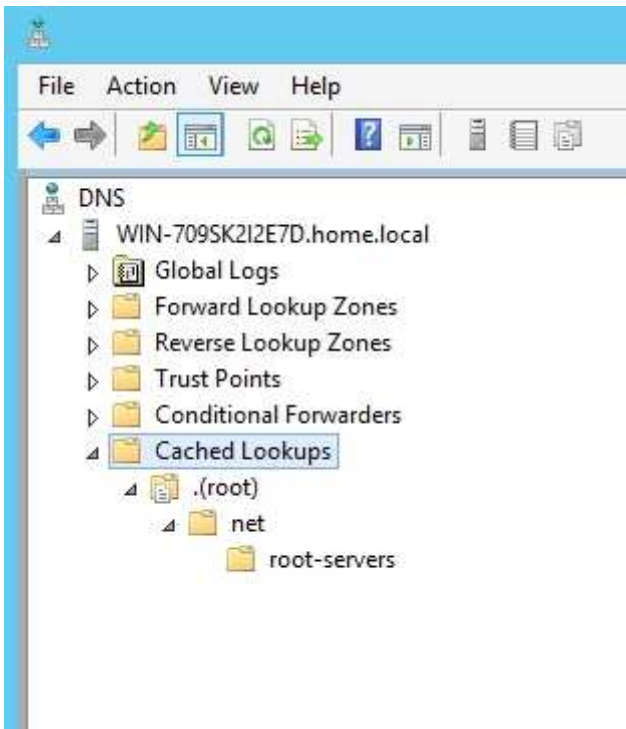 File Action View Help
DNS
WIN-709SK2I2E7D.home.local
Global Logs
Forward Lookup Zones
Reverse Lookup Zones
Trust Points
Conditional Forwarders
Cached Lookups
.(root)
net
root-servers